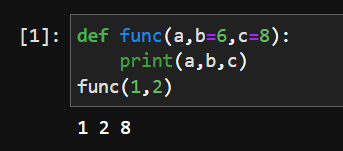 [1]: def func(a,b=6,c=8):
    print(a,b,c)
func(1,2)
1 2 8